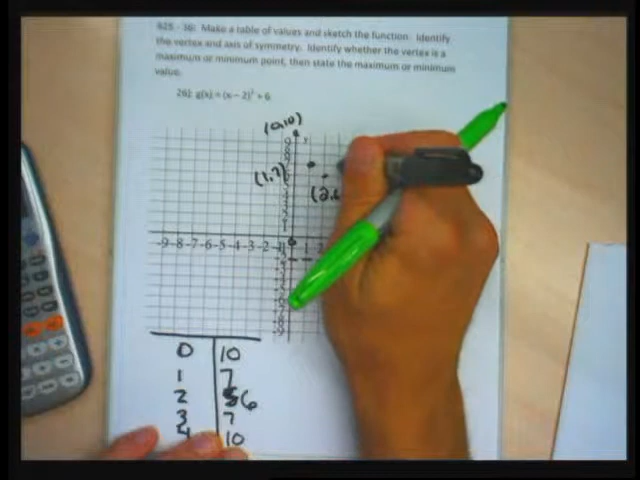 #25 - 36: Make a table of values and sketch the function. Identify
the vertex and axis of symmetry. Identify whether the vertex is a
maximum or minimum point, then state the maximum or minimum
value.
26) g(x) = (x − 2)² + 6
(0,10)
y
(1,7)
(2,6
-9 -8 -7 -6 -5 -4 -3 -2 -1
0 10
1 7
2 6
3 7
4 10